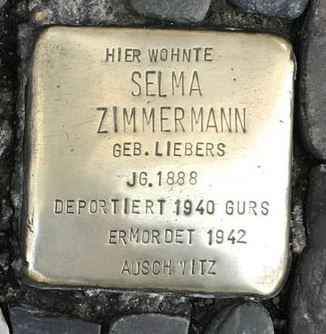 HIER WOHNTE
SELMA
ZIMMERMANN
GEB. LIEBERS
JG. 1888
DEPORTIERT 1940 GURS
ERMORDET 1942
AUSCHWITZ